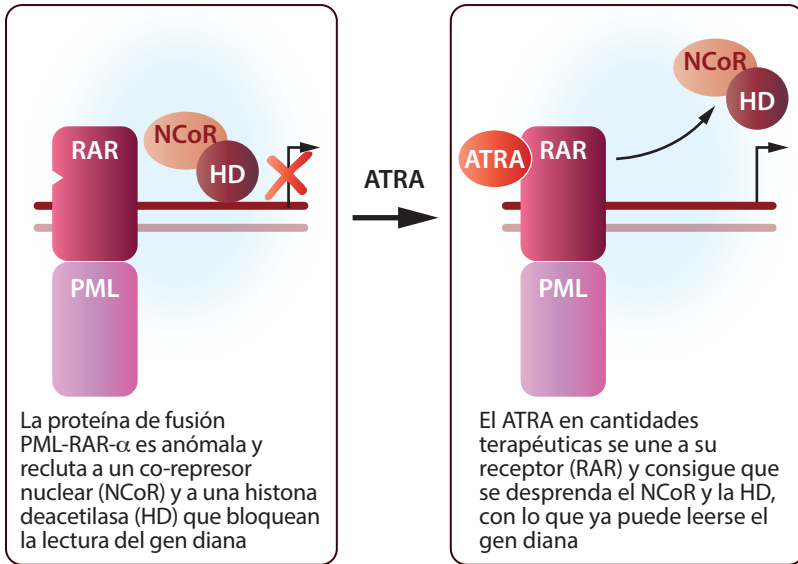 RAR
NCoR
HD
PML
La proteína de fusión
PML-RAR-α es anómala y
recluta a un co-represor
nuclear (NCoR) y a una histona
deacetilasa (HD) que bloquean
la lectura del gen diana
ATRA
NCoR
HD
ATRA
RAR
PML
El ATRA en cantidades
terapéuticas se une a su
receptor (RAR) y consigue que
se desprenda el NCoR y la HD,
con lo que ya puede leerse el
gen diana